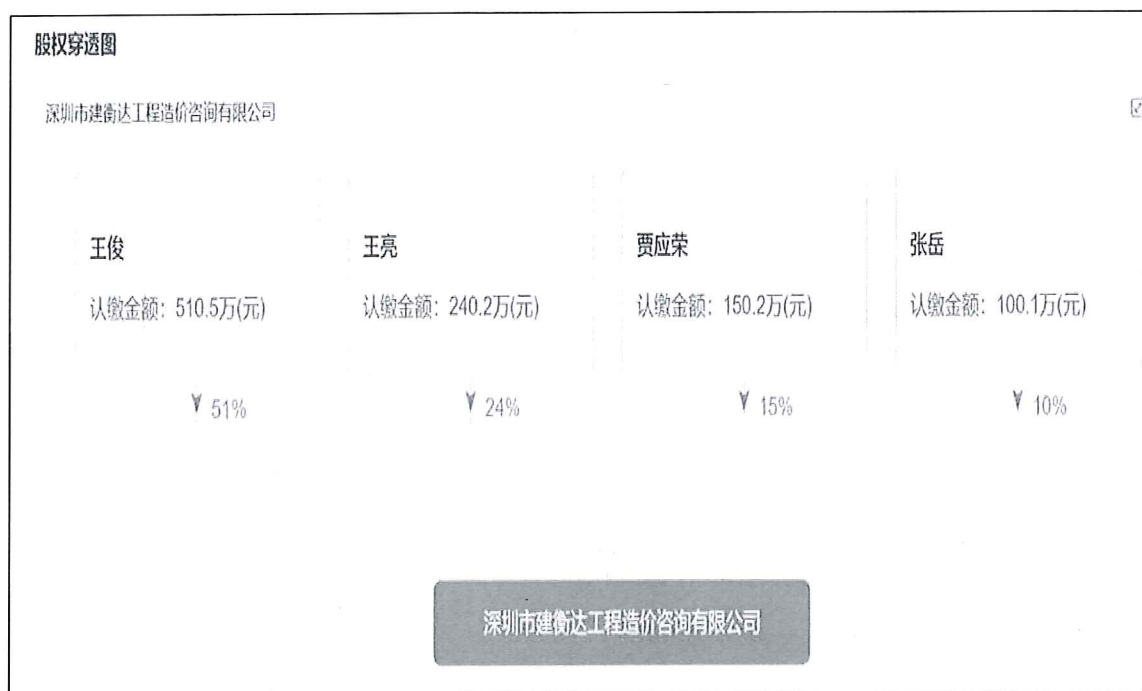 股权穿透图
深圳市建衡达工程造价咨询有限公司
王俊
认缴金额：510.5万(元)
51%
王亮
认缴金额：240.2万(元)
24%
贾应荣
认缴金额：150.2万(元)
15%
张岳
认缴金额：100.1万(元)
10%
深圳市建衡达工程造价咨询有限公司